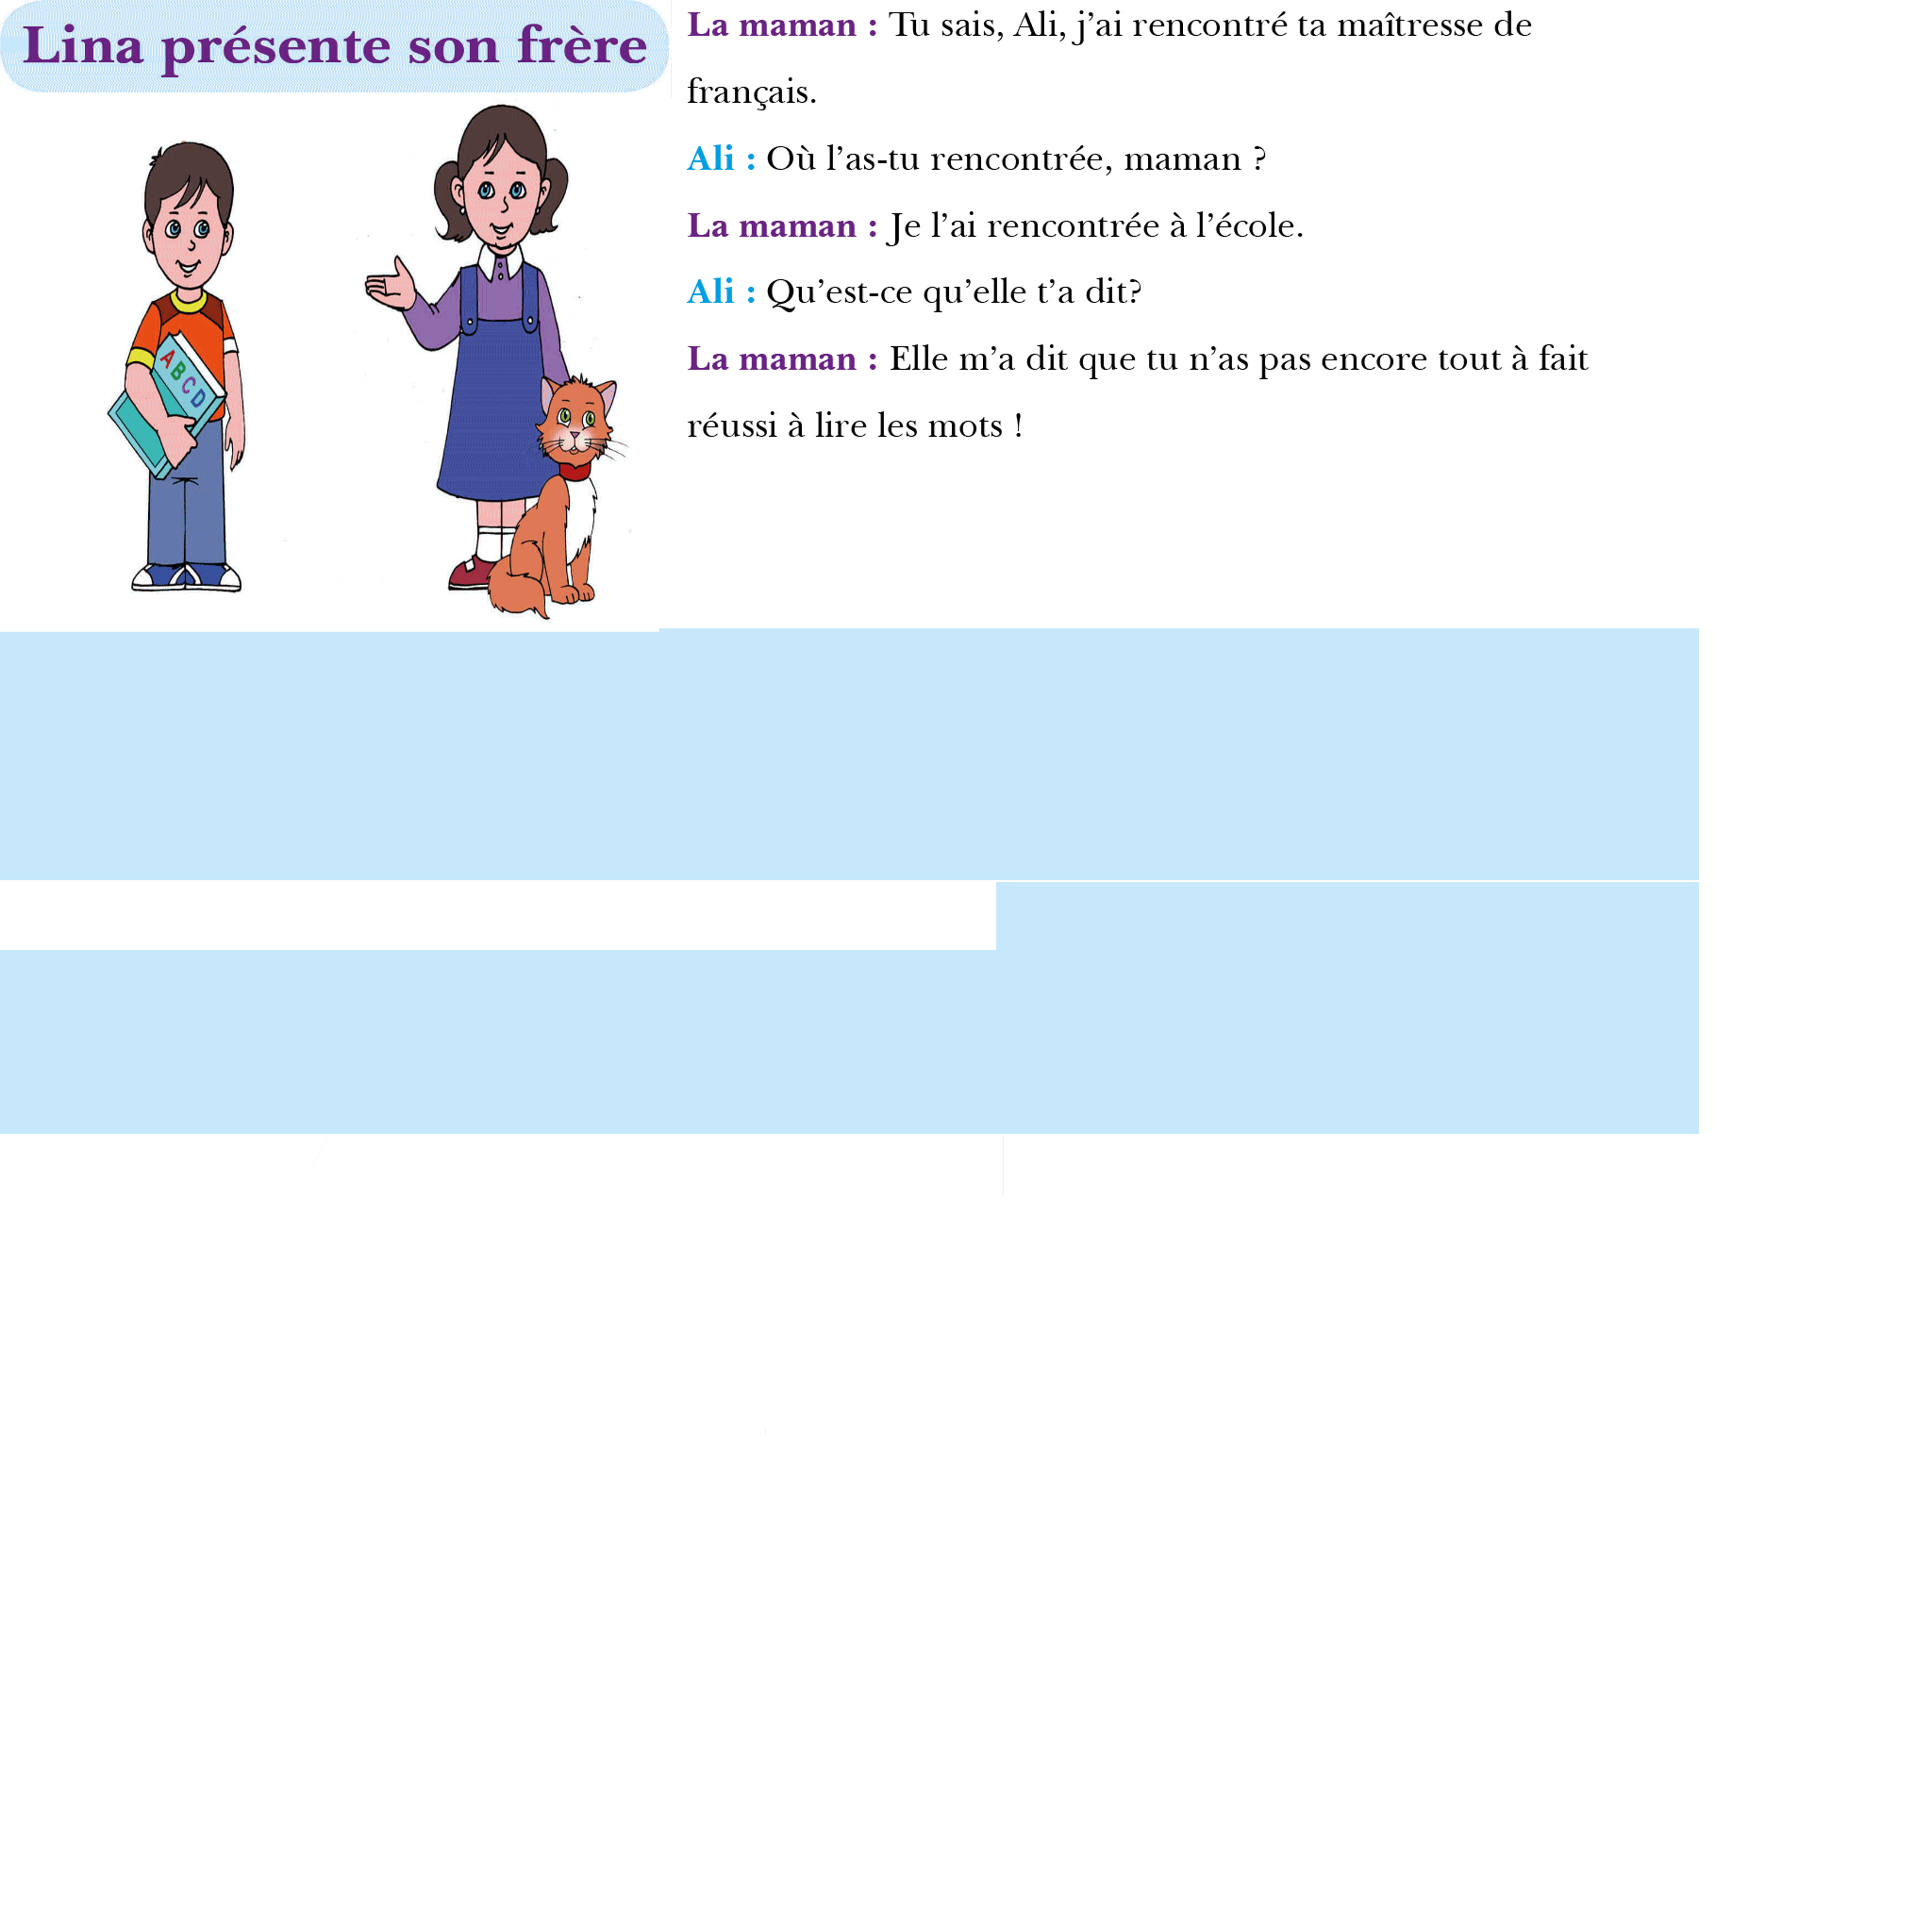 Lina présente son frère
La maman : Tu sais, Ali, j’ai rencontré ta maîtresse de
français.
Ali : Où l’as-tu rencontrée, maman ?
La maman : Je l’ai rencontrée à l’école.
Ali : Qu’est-ce qu’elle t’a dit?
La maman : Elle m’a dit que tu n’as pas encore tout à fait
réussi à lire les mots !
A B C D